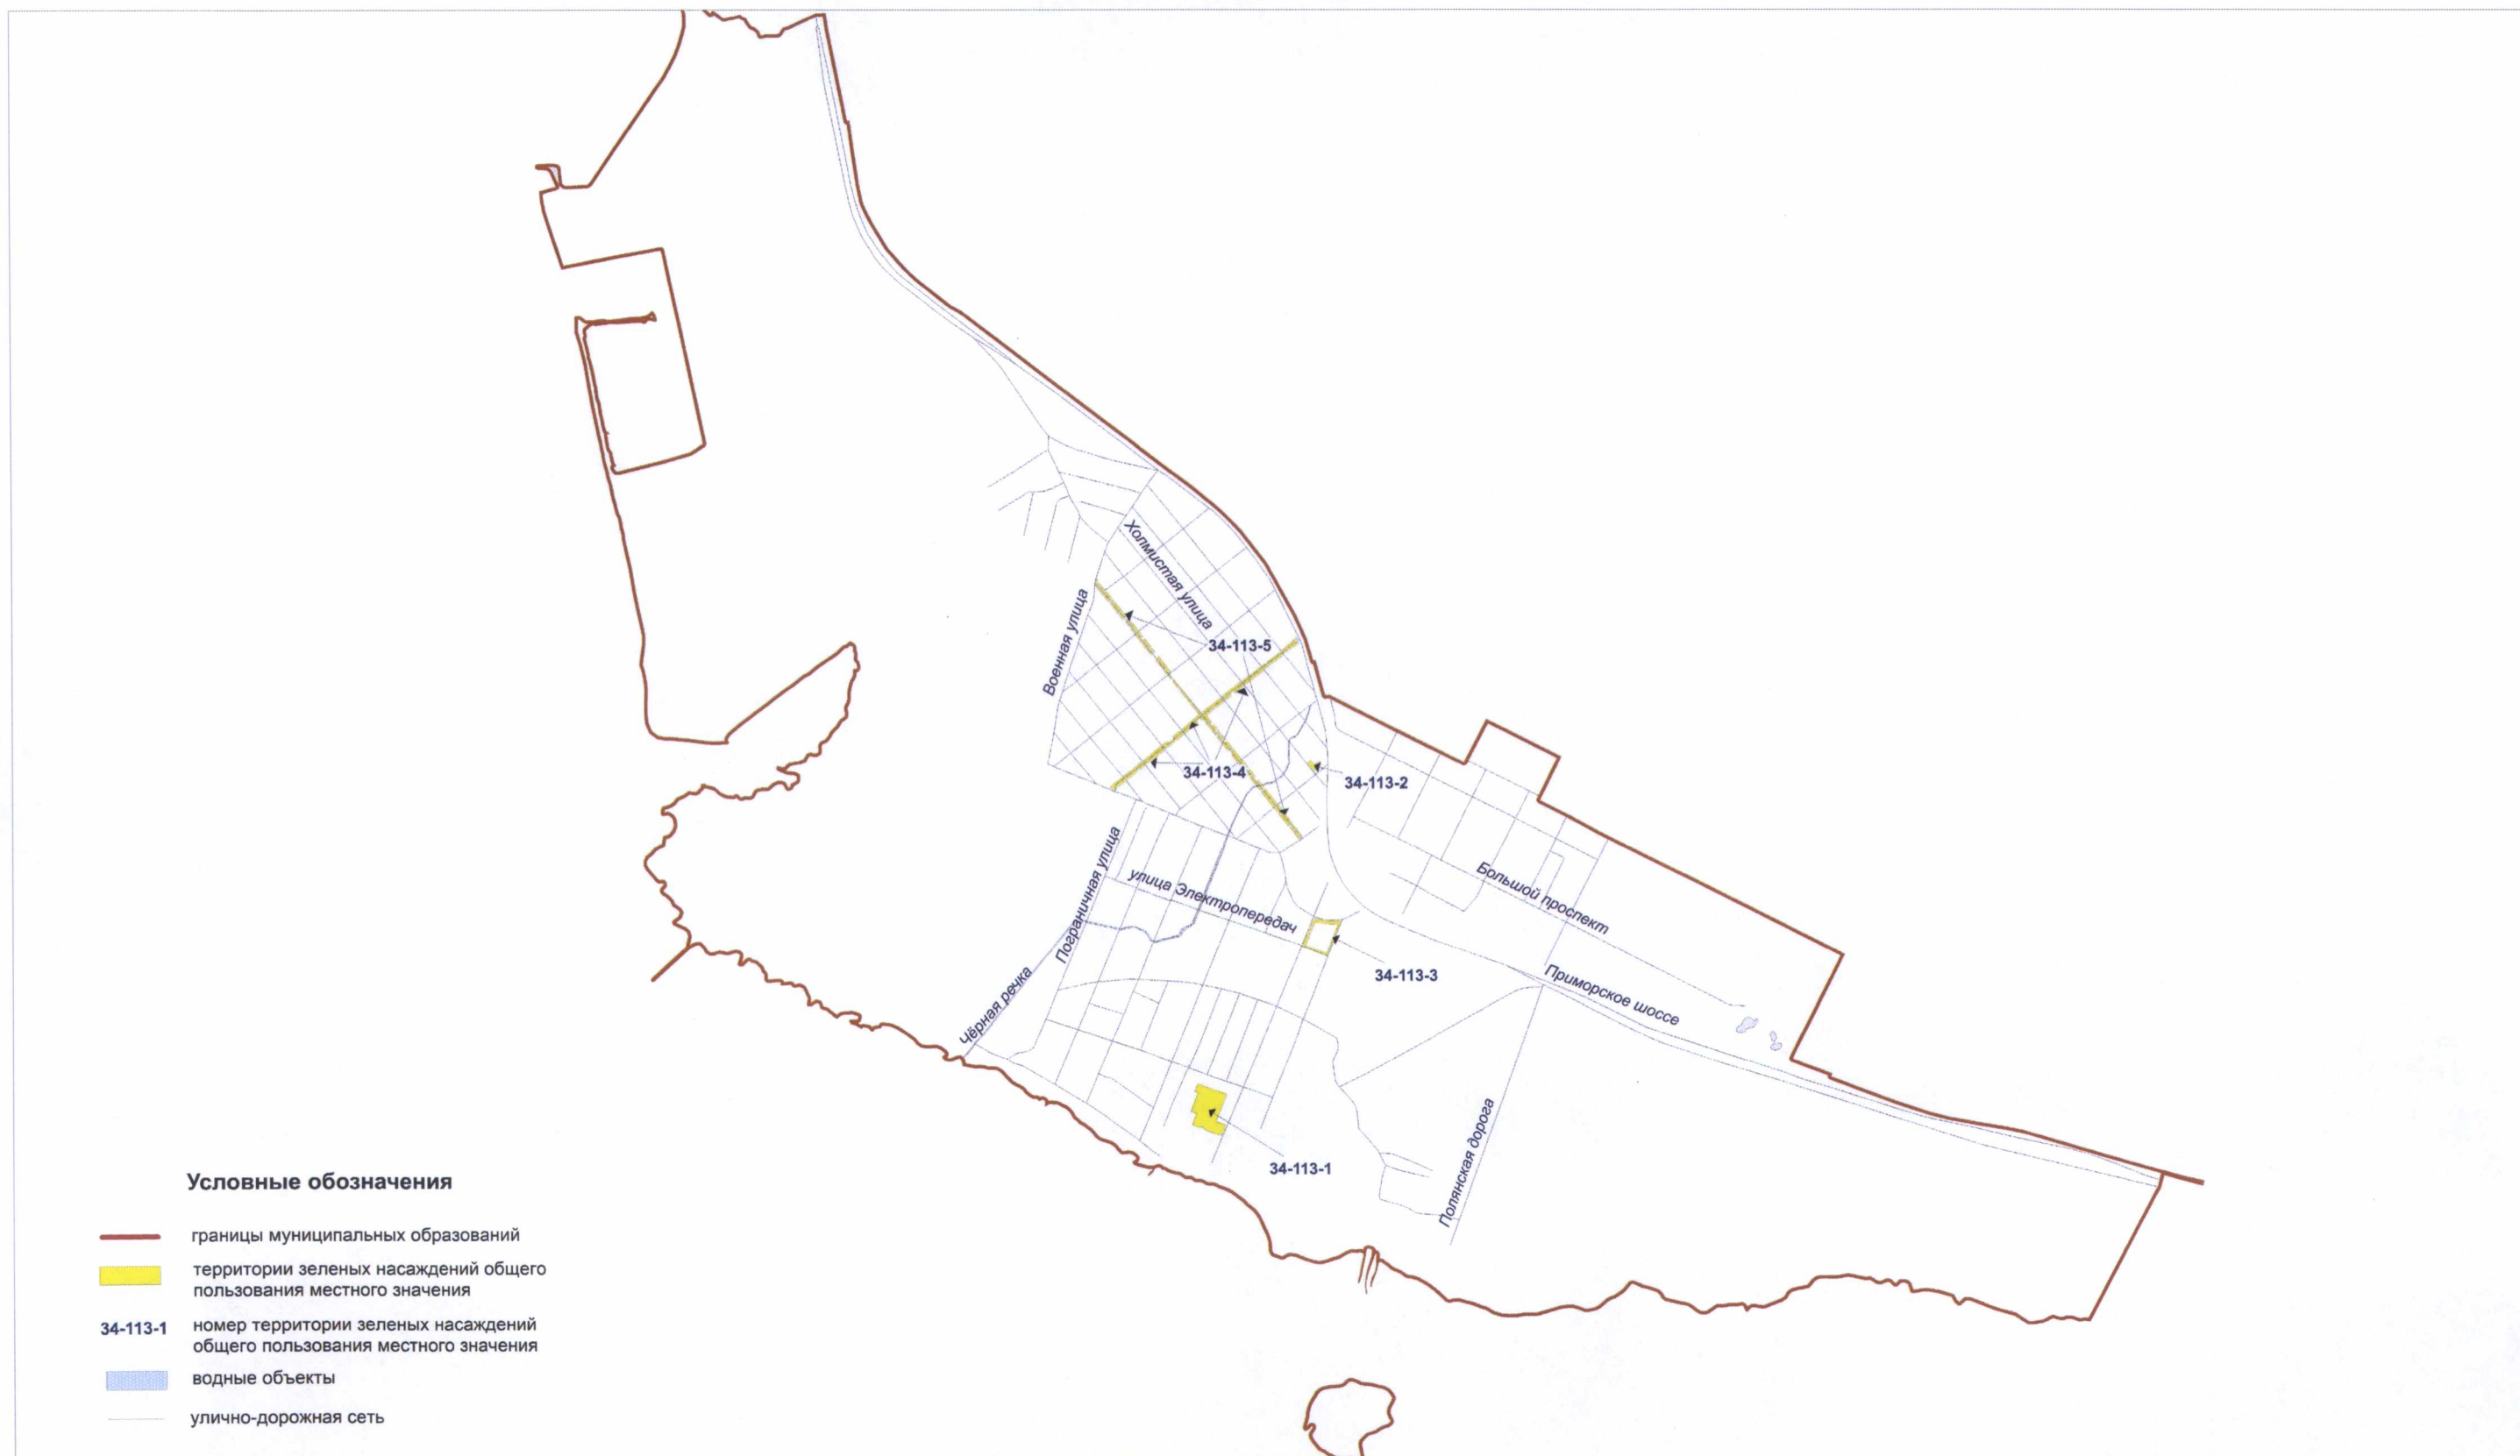 Холмистая улица
Военная улица
34-113-5
34-113-4
34-113-2
Пограничная улица
улица Электропередач
Большой проспект
34-113-3
Чёрная речка
Приморское шоссе
34-113-1
Полянская дорога
Условные обозначения
границы муниципальных образований
территории зеленых насаждений общего
пользования местного значения
34-113-1
номер территории зеленых насаждений
общего пользования местного значения
водные объекты
улично-дорожная сеть